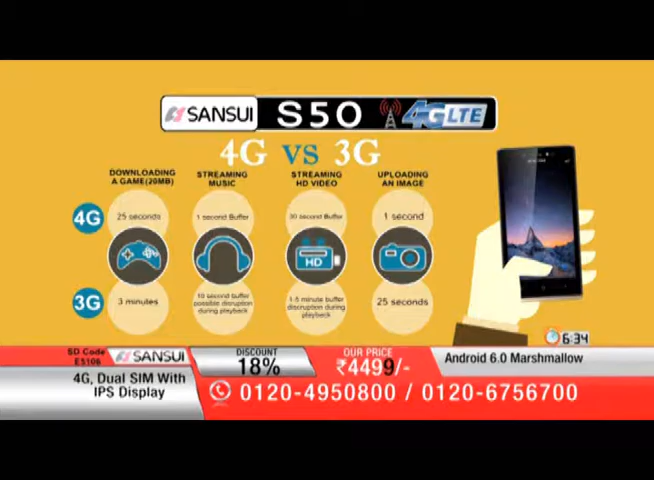 SANSUI S50 4G LTE
4G VS 3G
DOWNLOADING
A GAME(20MB)
STREAMING
MUSIC
STREAMING
HD VIDEO
UPLOADING
AN IMAGE
4G
25 seconds
1 second Buffer
30 second Buffer
1 second
HD
3G
3 minutes
10 second buffer
possible disruption
during playback
1-5 minute buffer
discruption during
playback
25 seconds
6:34
SD Code
E5106
SANSUI
DISCOUNT
18%
OUR PRICE
₹4499/-
Android 6.0 Marshmallow
4G, Dual SIM With
IPS Display
0120-4950800 / 0120-6756700